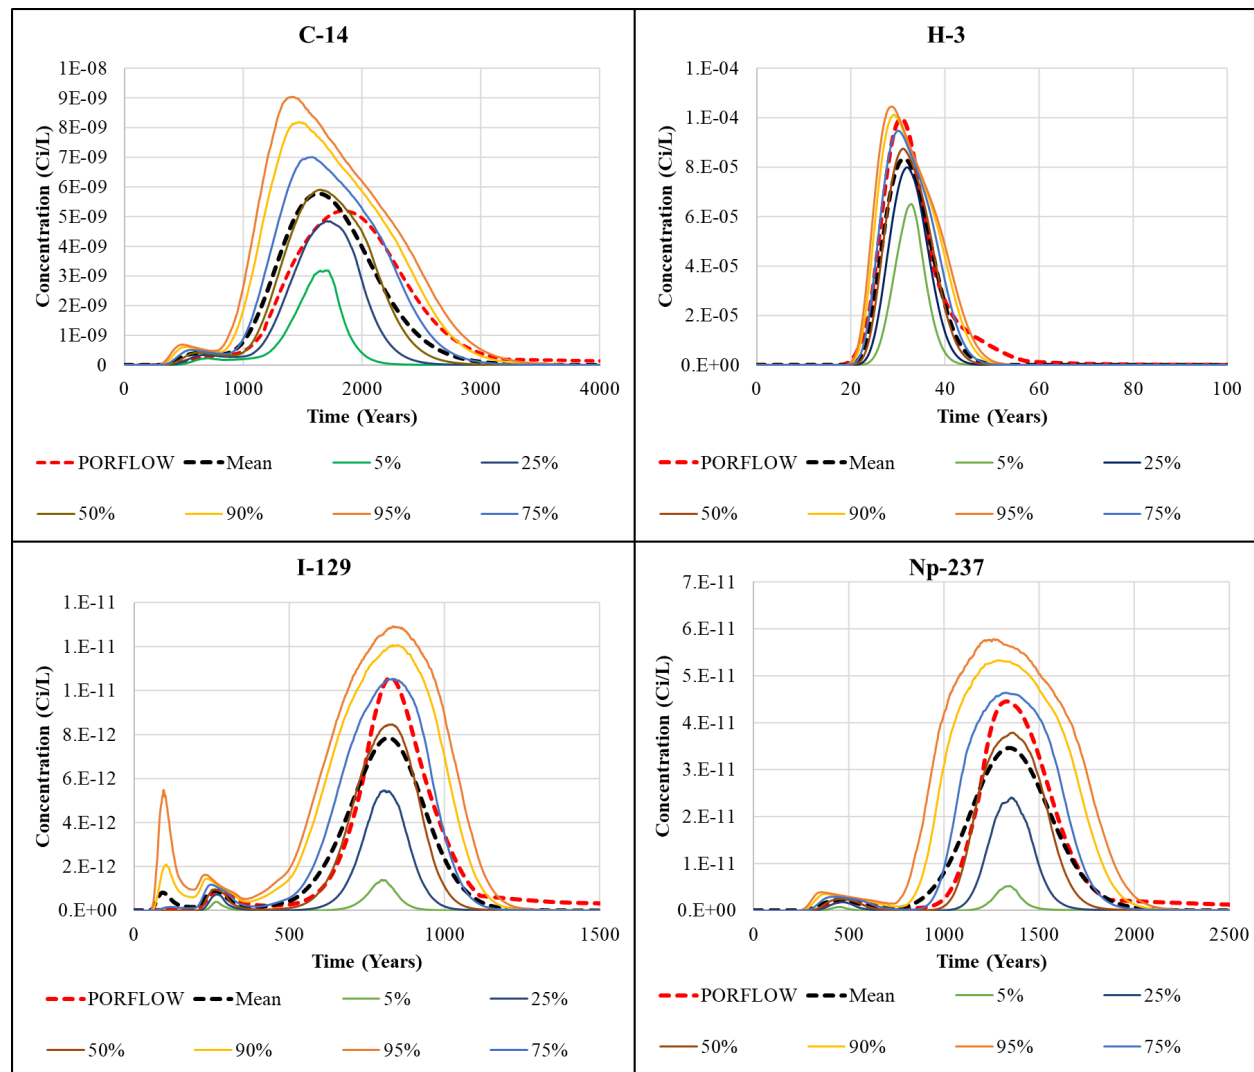 C-14
Concentration (Ci/L)
1E-08
9E-09
8E-09
7E-09
6E-09
5E-09
4E-09
3E-09
2E-09
1E-09
0
0 1000 2000 3000 4000
Time (Years)
PORFLOW Mean 5% 25%
50% 90% 95% 75%
H-3
Concentration (Ci/L)
1.E-04
1.E-04
8.E-05
6.E-05
4.E-05
2.E-05
0.E+00
0 20 40 60 80 100
Time (Years)
PORFLOW Mean 5% 25%
50% 90% 95% 75%
I-129
Concentration (Ci/L)
1.E-11
1.E-11
1.E-11
8.E-12
6.E-12
4.E-12
2.E-12
0.E+00
0 500 1000 1500
Time (Years)
PORFLOW Mean 5% 25%
50% 90% 95% 75%
Np-237
Concentration (Ci/L)
7.E-11
6.E-11
5.E-11
4.E-11
3.E-11
2.E-11
1.E-11
0.E+00
0 500 1000 1500 2000 2500
Time (Years)
PORFLOW Mean 5% 25%
50% 90% 95% 75%